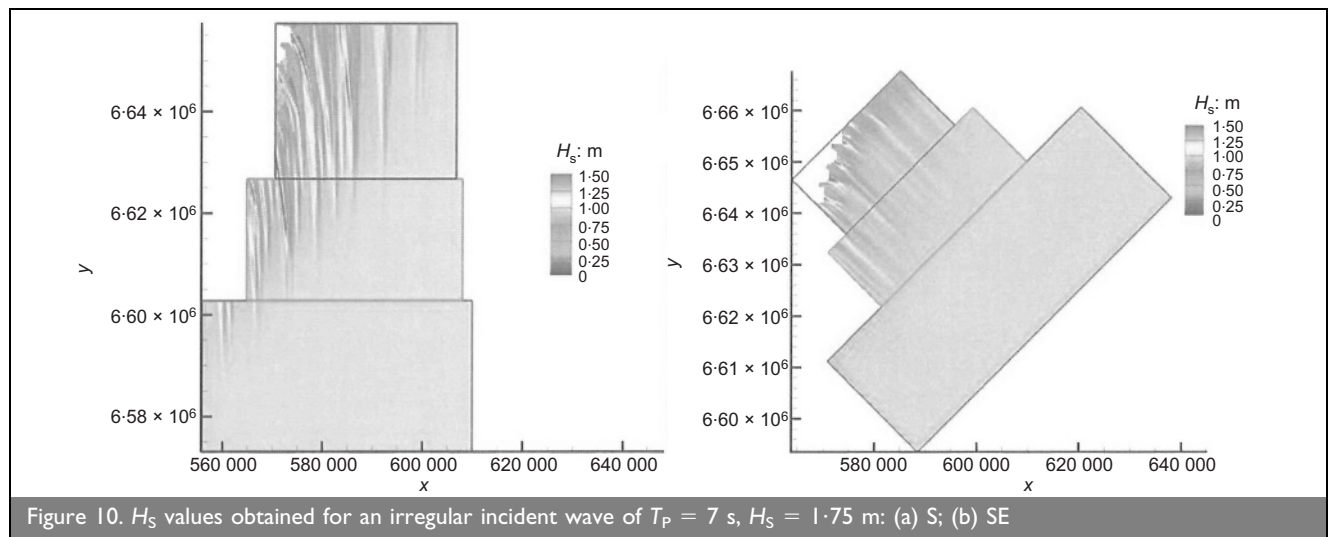 6·64 × 10⁶
6·62 × 10⁶
6·60 × 10⁶
6·58 × 10⁶
y
560 000 580 000 600 000 620 000 640 000
x
Hs: m
1·50
1·25
1·00
0·75
0·50
0·25
0
6·66 × 10⁶
6·65 × 10⁶
6·64 × 10⁶
6·63 × 10⁶
6·62 × 10⁶
6·61 × 10⁶
6·60 × 10⁶
y
580 000 600 000 620 000 640 000
x
Hs: m
1·50
1·25
1·00
0·75
0·50
0·25
0
Figure 10. HS values obtained for an irregular incident wave of TP = 7 s, HS = 1·75 m: (a) S; (b) SE